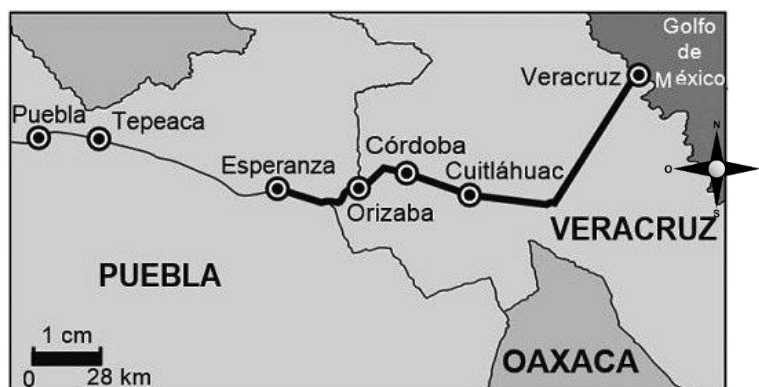 Golfo
de
México
Veracruz
Puebla
Tepeaca
Córdoba
Esperanza
Cuitláhuac
Orizaba
N
O
S
VERACRUZ
PUEBLA
1 cm
0 28 km
OAXACA